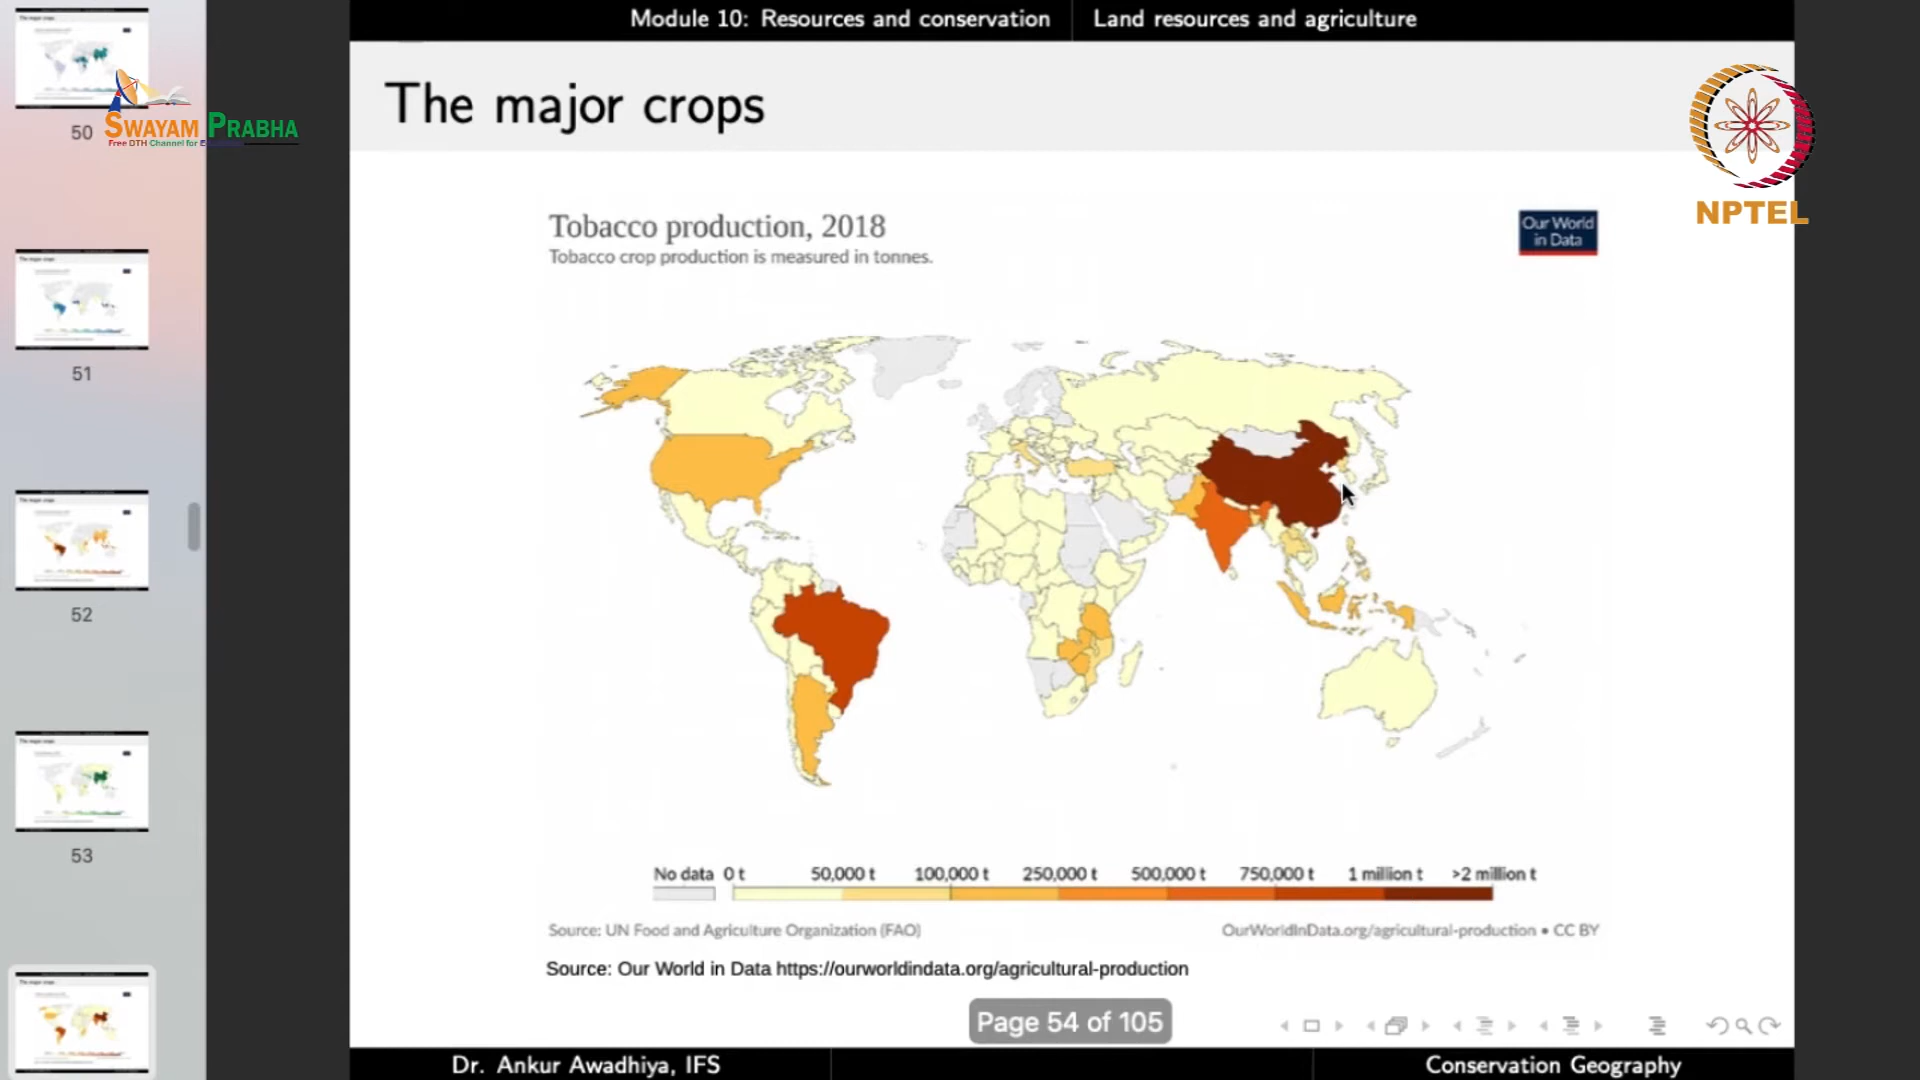 Module 10: Resources and conservation
Land resources and agriculture
The major crops
50
SWAYAM PRABHA
Free DTH Channel for
51
52
53
NPTEL
Tobacco production, 2018
Tobacco crop production is measured in tonnes.
Our World
in Data
No data 0 t 50,000 t 100,000 t 250,000 t 500,000 t 750,000 t 1 million t >2 million t
Source: UN Food and Agriculture Organization (FAO)
OurWorldInData.org/agricultural-production • CC BY
Source: Our World in Data https://ourworldindata.org/agricultural-production
Page 54 of 105
Dr. Ankur Awadhiya, IFS
Conservation Geography